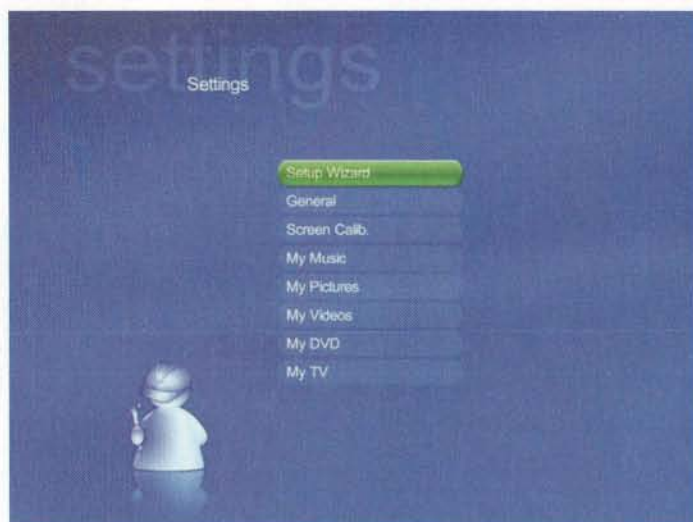 settings
Settings
Setup Wizard
General
Screen Calib.
My Music
My Pictures
My Videos
My DVD
My TV